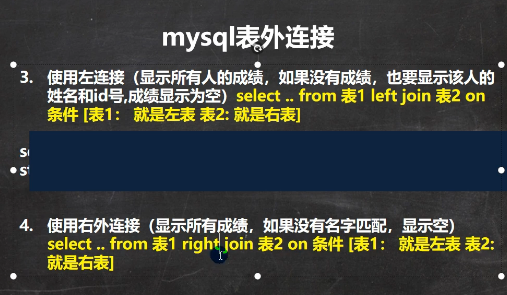 mysql表外连接
3. 使用左连接（显示所有人的成绩，如果没有成绩，也要显示该人的
姓名和id号,成绩显示为空）select .. from 表1 left join 表2 on
条件 [表1： 就是左表 表2: 就是右表]
4. 使用右外连接（显示所有成绩，如果没有名字匹配，显示空）
select .. from 表1 right join 表2 on 条件 [表1： 就是左表 表2:
就是右表]